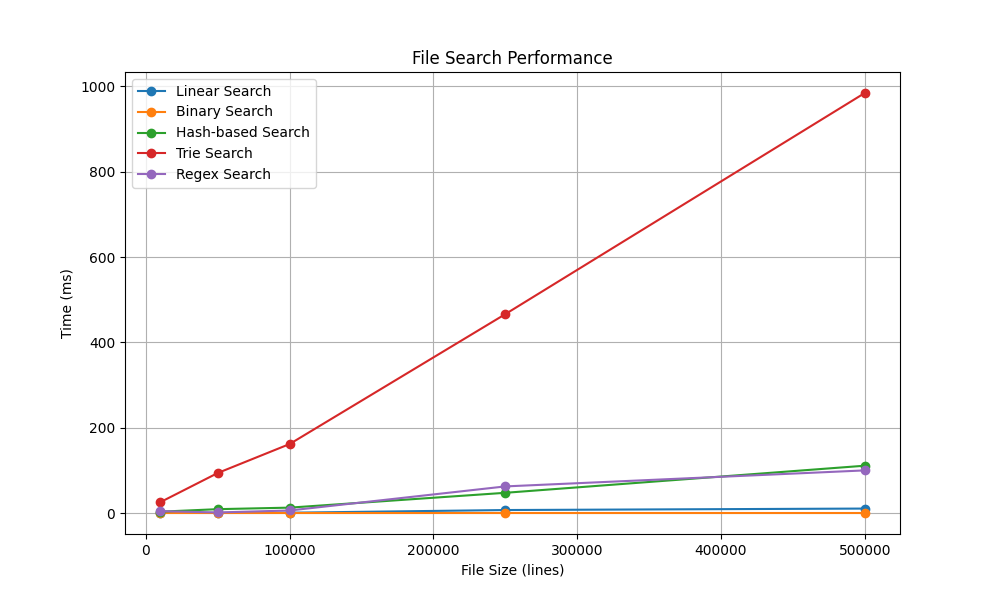 File Search Performance
Linear Search
Binary Search
Hash-based Search
Trie Search
Regex Search
1000
800
600
400
200
0
Time (ms)
0 100000 200000 300000 400000 500000
File Size (lines)